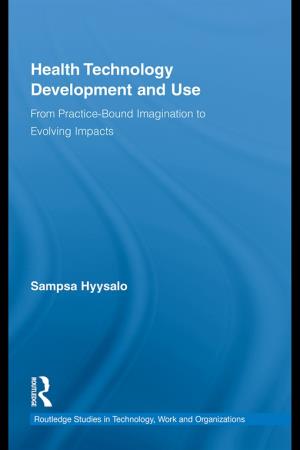 Health Technology
Development and Use
From Practice-Bound Imagination to
Evolving Impacts
Sampsa Hyysalo
ROUTLEDGE
Routledge Studies in Technology, Work and Organizations